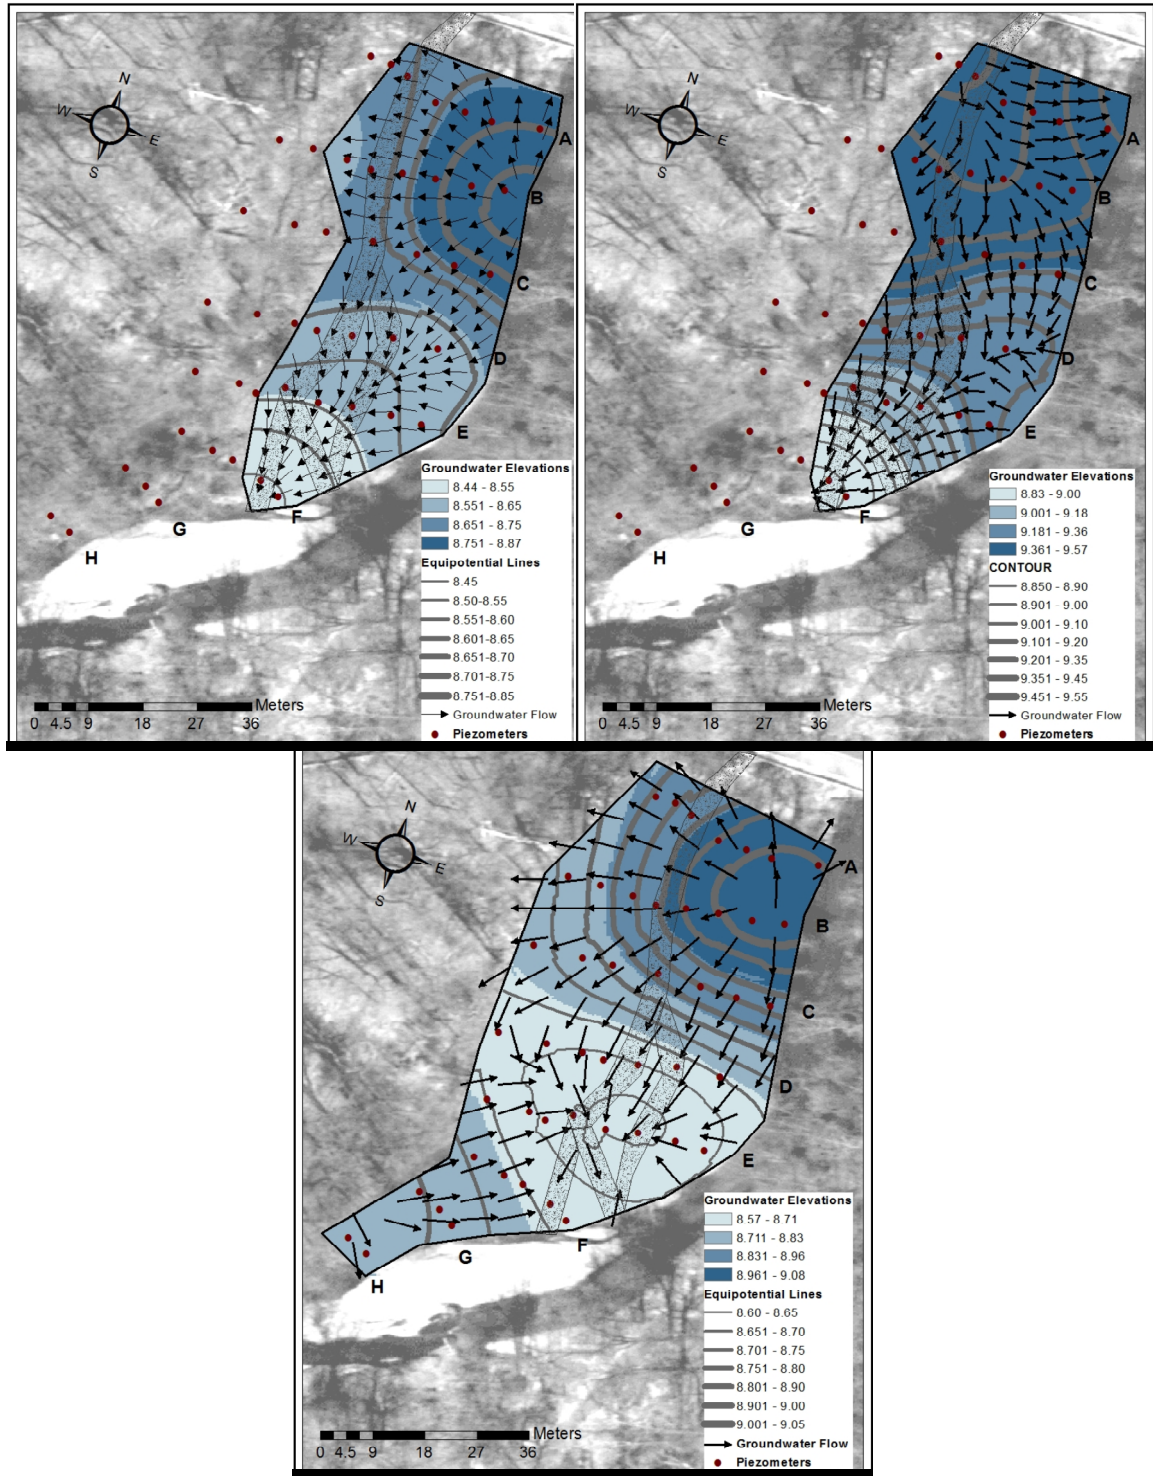 N
W
E
S
A
B
C
D
E
F
G
H
Groundwater Elevations
8.44 - 8.55
8.551 - 8.65
8.651 - 8.75
8.751 - 8.87
Equipotential Lines
8.45
8.50-8.55
8.551-8.60
8.601-8.65
8.651-8.70
8.701-8.75
8.751-8.85
Groundwater Flow
Piezometers
Meters
0 4.5 9 18 27 36
N
W
E
S
A
B
C
D
E
F
G
H
Groundwater Elevations
8.83 - 9.00
9.001 - 9.18
9.181 - 9.36
9.361 - 9.57
CONTOUR
8.850 - 8.90
8.901 - 9.00
9.001 - 9.10
9.101 - 9.20
9.201 - 9.35
9.351 - 9.45
9.451 - 9.55
Groundwater Flow
Piezometers
Meters
0 4.5 9 18 27 36
N
W
E
S
A
B
C
D
E
F
G
H
Groundwater Elevations
8.57 - 8.71
8.711 - 8.83
8.831 - 8.96
8.961 - 9.08
Equipotential Lines
8.60 - 8.65
8.651 - 8.70
8.701 - 8.75
8.751 - 8.80
8.801 - 8.90
8.901 - 9.00
9.001 - 9.05
Groundwater Flow
Piezometers
Meters
0 4.5 9 18 27 36